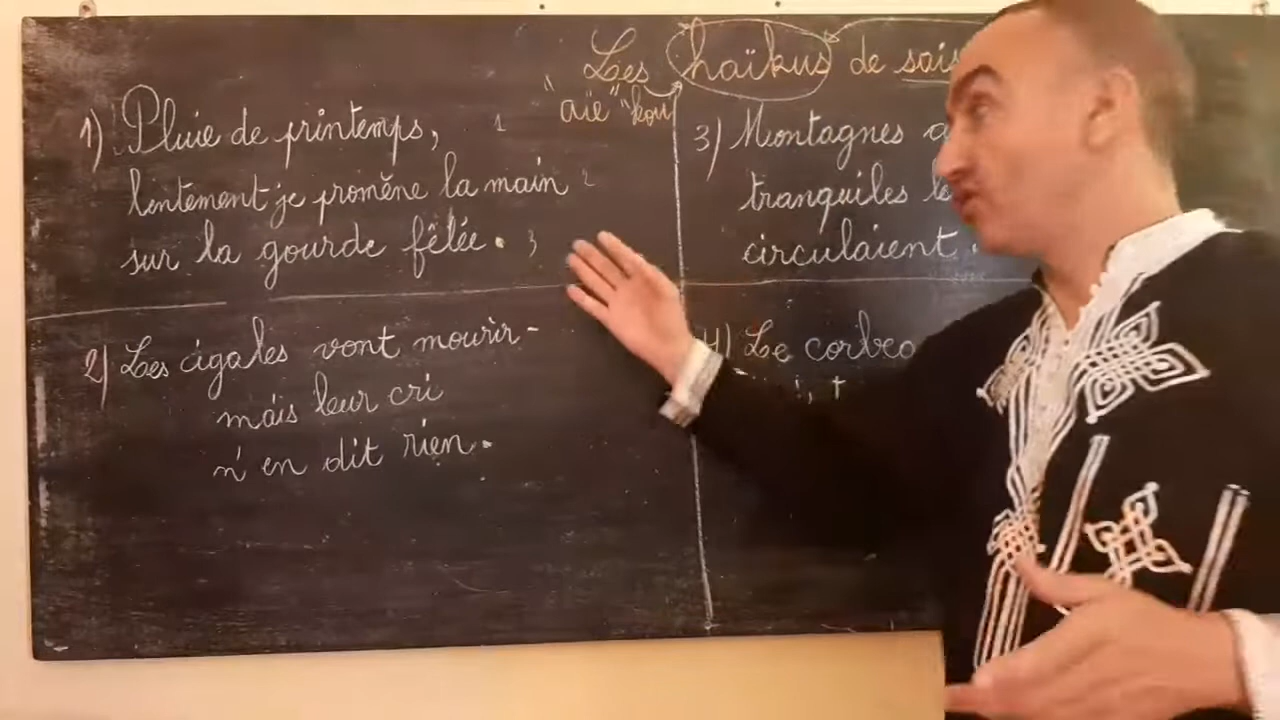 Les haïkus de sais
"aïe" "kou"
1) Pluie de printemps, 1
lentement je promène la main 2
sur la gourde fêlée. 3
2) Les cigales vont mourir-
mais leur cri
n'en dit rien.
3) Montagnes
tranquiles le
circulaient.
4) Le corbea